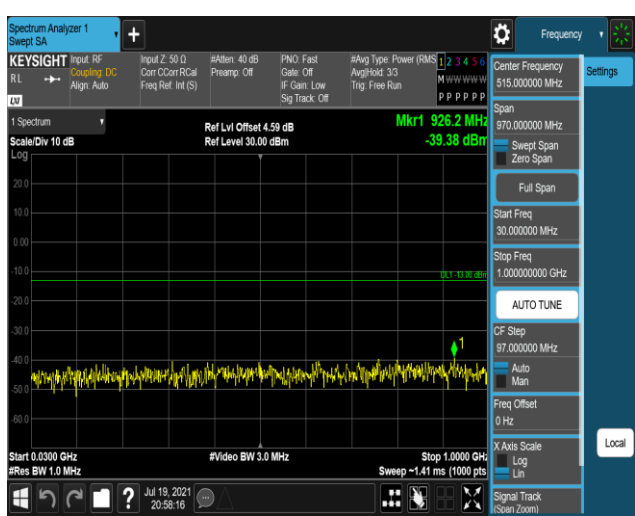 Spectrum Analyzer 1
Swept SA
+
Frequency
KEYSIGHT
RL
LXI
Input: RF
Coupling: DC
Align: Auto
Input Z: 50 Ω
Corr CCorr RCal
Freq Ref: Int (S)
#Atten: 40 dB
Preamp: Off
PNO: Fast
Gate: Off
IF Gain: Low
Sig Track: Off
#Avg Type: Power (RMS
Avg|Hold: 3/3
Trig: Free Run
1 2 3 4 5 6
M W W W W W
P P P P P P
Center Frequency
515.000000 MHz
Settings
1 Spectrum
Scale/Div 10 dB
Log
Ref Lvl Offset 4.59 dB
Ref Level 30.00 dBm
Mkr1 926.2 MHz
-39.38 dBm
Span
970.000000 MHz
Swept Span
Zero Span
Full Span
Start Freq
30.000000 MHz
Stop Freq
1.000000000 GHz
AUTO TUNE
CF Step
97.000000 MHz
Auto
Man
Freq Offset
0 Hz
X Axis Scale
Log
Lin
Signal Track
(Span Zoom)
Local
20.0
10.0
0.00
-10.0
DL1 -13.00 dBm
-20.0
-30.0
1
-40.0
-50.0
-60.0
Start 0.0300 GHz
#Video BW 3.0 MHz
Stop 1.0000 GHz
#Res BW 1.0 MHz
Sweep ~1.41 ms (1000 pts
?
Jul 19, 2021
20:58:16